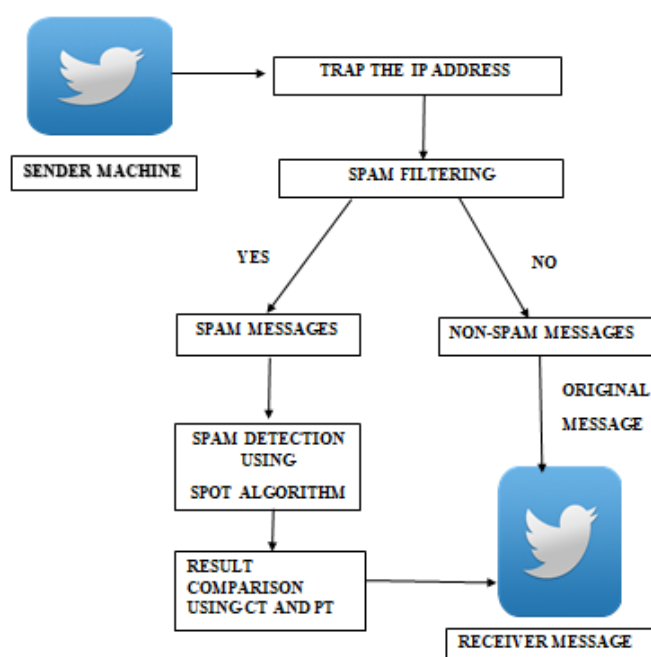 TRAP THE IP ADDRESS
SENDER MACHINE
SPAM FILTERING
YES
NO
SPAM MESSAGES
NON-SPAM MESSAGES
ORIGINAL
MESSAGE
SPAM DETECTION
USING
SPOT ALGORITHM
RESULT
COMPARISON
USING CT AND PT
RECEIVER MESSAGE